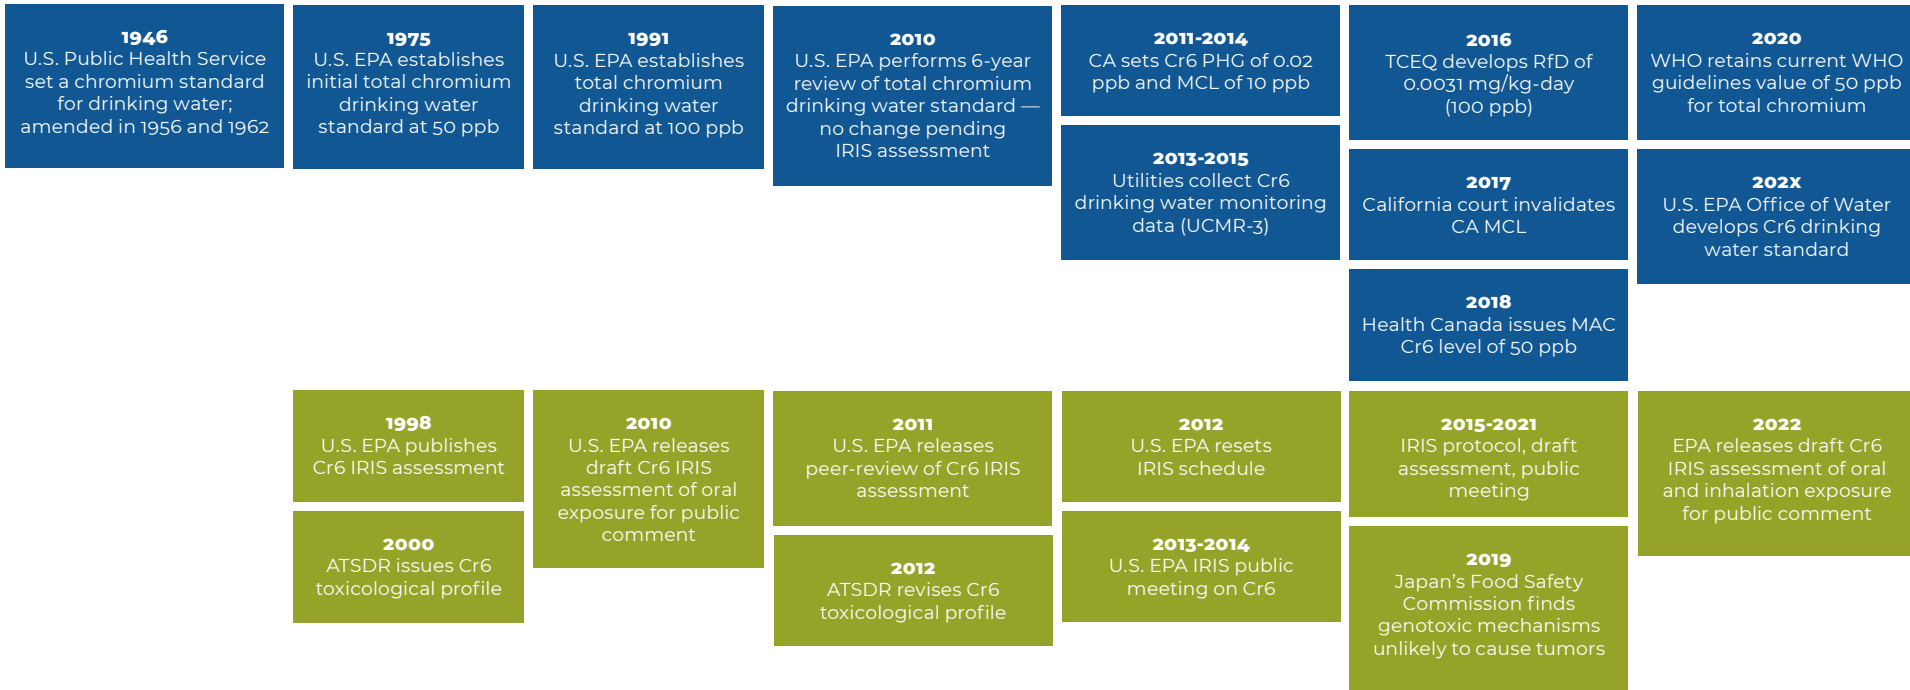 1946
U.S. Public Health Service
set a chromium standard
for drinking water;
amended in 1956 and 1962
1975
U.S. EPA establishes
initial total chromium
drinking water
standard at 50 ppb
1991
U.S. EPA establishes
total chromium
drinking water
standard at 100 ppb
2010
U.S. EPA performs 6-year
review of total chromium
drinking water standard —
no change pending
IRIS assessment
2011-2014
CA sets Cr6 PHG of 0.02
ppb and MCL of 10 ppb
2013-2015
Utilities collect Cr6
drinking water monitoring
data (UCMR-3)
2016
TCEQ develops RfD of
0.0031 mg/kg-day
(100 ppb)
2017
California court invalidates
CA MCL
2018
Health Canada issues MAC
Cr6 level of 50 ppb
2020
WHO retains current WHO
guidelines value of 50 ppb
for total chromium
202X
U.S. EPA Office of Water
develops Cr6 drinking
water standard
1998
U.S. EPA publishes
Cr6 IRIS assessment
2000
ATSDR issues Cr6
toxicological profile
2010
U.S. EPA releases
draft Cr6 IRIS
assessment of oral
exposure for public
comment
2011
U.S. EPA releases
peer-review of Cr6 IRIS
assessment
2012
ATSDR revises Cr6
toxicological profile
2012
U.S. EPA resets
IRIS schedule
2013-2014
U.S. EPA IRIS public
meeting on Cr6
2015-2021
IRIS protocol, draft
assessment, public
meeting
2019
Japan's Food Safety
Commission finds
genotoxic mechanisms
unlikely to cause tumors
2022
EPA releases draft Cr6
IRIS assessment of oral
and inhalation exposure
for public comment